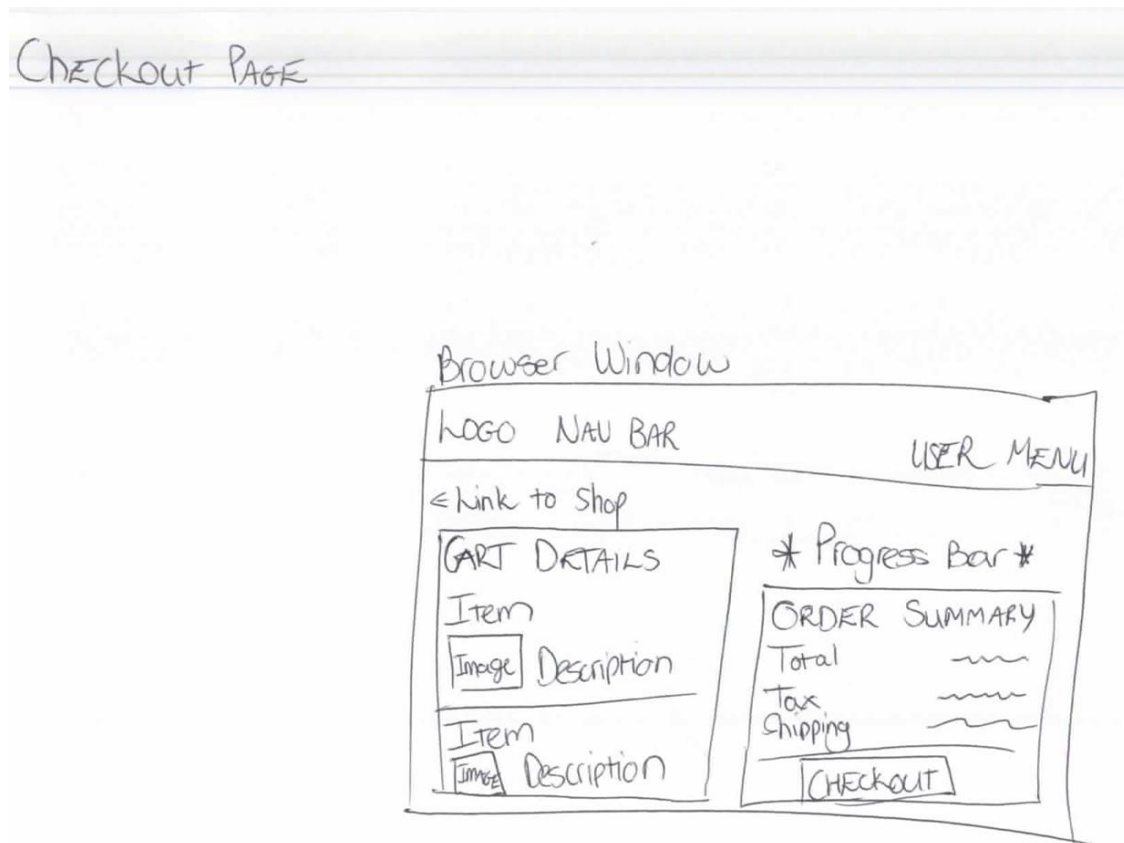 Checkout PAGE
Browser Window
LOGO NAV BAR
USER MENU
< Link to Shop
CART DETAILS
Item
Image Description
Item
IMAGE Description
* Progress Bar *
ORDER SUMMARY
Total
Tax
Shipping
CHECKOUT